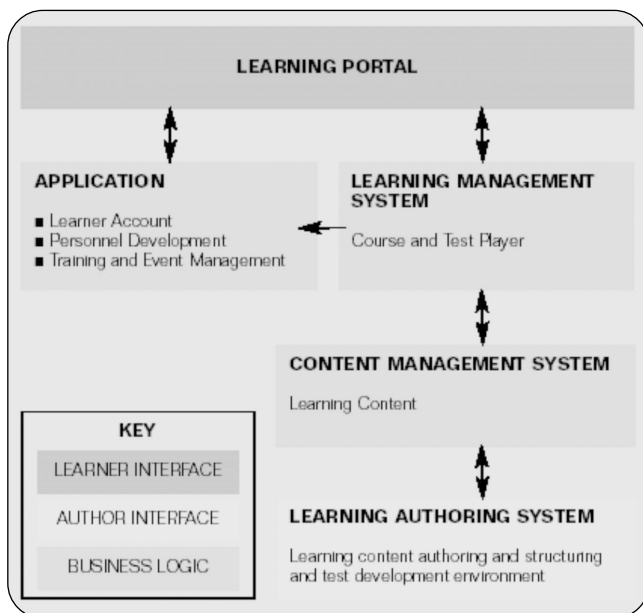 LEARNING PORTAL
APPLICATION
■ Learner Account
■ Personnel Development
■ Training and Event Management
LEARNING MANAGEMENT
SYSTEM
Course and Test Player
CONTENT MANAGEMENT SYSTEM
Learning Content
KEY
LEARNER INTERFACE
AUTHOR INTERFACE
BUSINESS LOGIC
LEARNING AUTHORING SYSTEM
Learning content authoring and structuring
and test development environment